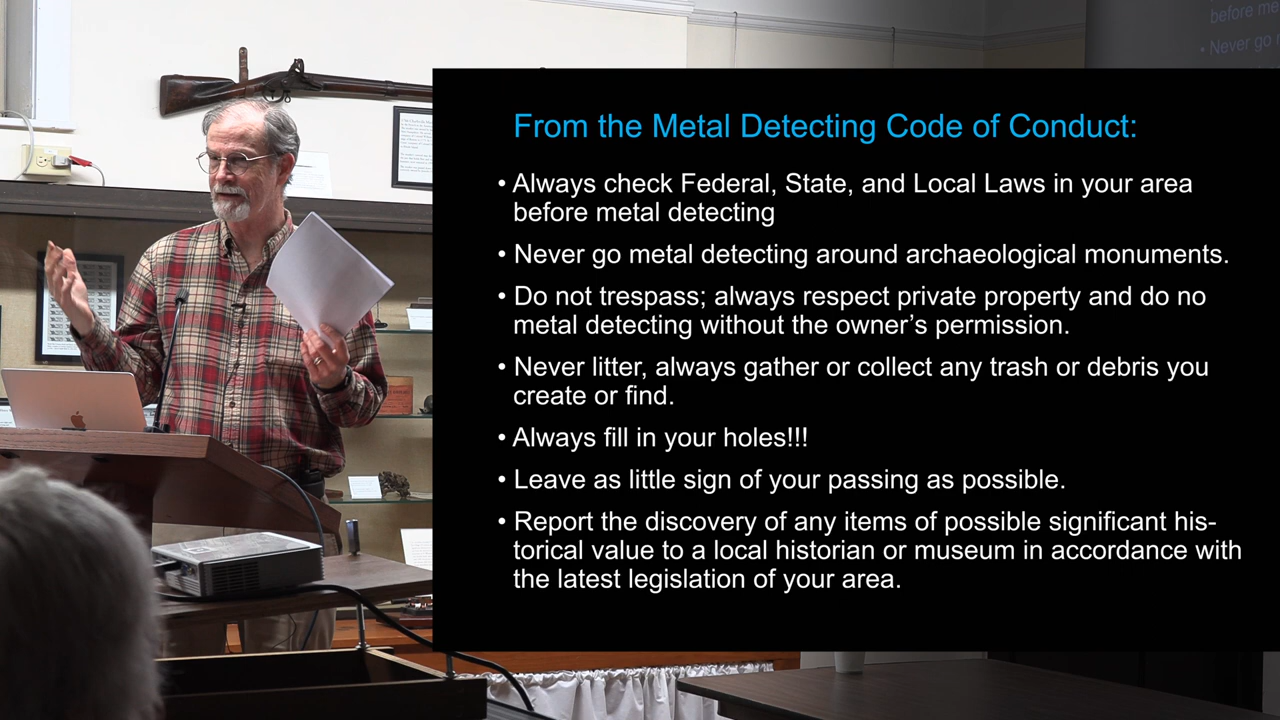 before me
• Never go
From the Metal Detecting Code of Conduct:
• Always check Federal, State, and Local Laws in your area
before metal detecting
• Never go metal detecting around archaeological monuments.
• Do not trespass; always respect private property and do no
metal detecting without the owner’s permission.
• Never litter, always gather or collect any trash or debris you
create or find.
• Always fill in your holes!!!
• Leave as little sign of your passing as possible.
• Report the discovery of any items of possible significant his-
torical value to a local historian or museum in accordance with
the latest legislation of your area.